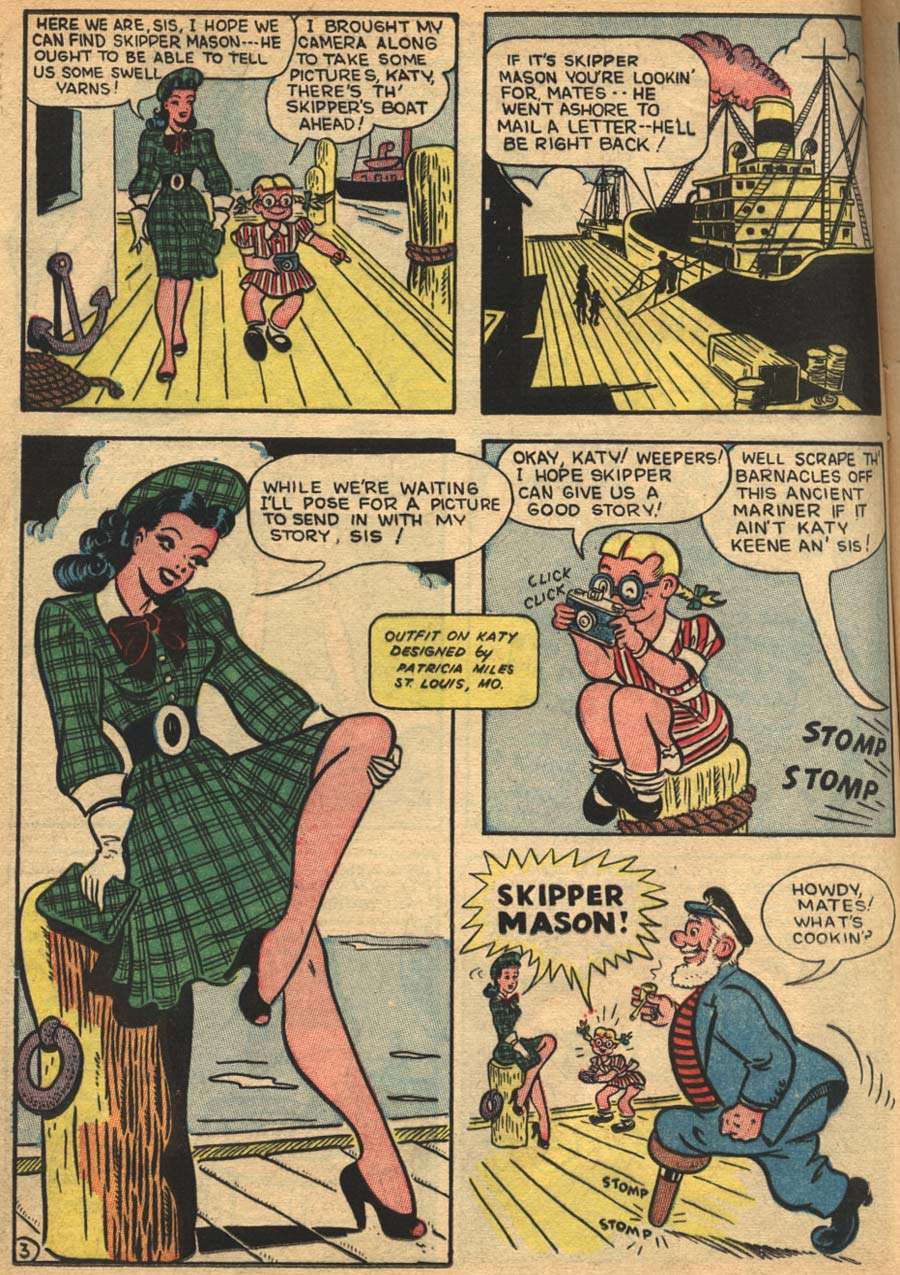 HERE WE ARE, SIS, I HOPE WE
CAN FIND SKIPPER MASON---HE
OUGHT TO BE ABLE TO TELL
US SOME SWELL
YARNS!
I BROUGHT MY
CAMERA ALONG
TO TAKE SOME
PICTURES, KATY,
THERE'S TH'
SKIPPER'S BOAT
AHEAD!
IF IT'S SKIPPER
MASON YOU'RE LOOKIN'
FOR, MATES -- HE
WENT ASHORE TO
MAIL A LETTER--HE'LL
BE RIGHT BACK!
WHILE WE'RE WAITING
I'LL POSE FOR A PICTURE
TO SEND IN WITH MY
STORY, SIS!
OUTFIT ON KATY
DESIGNED by
PATRICIA MILES
ST. LOUIS, MO.
3
OKAY, KATY! WEEPERS!
I HOPE SKIPPER
CAN GIVE US A
GOOD STORY!
CLICK
CLICK
WELL SCRAPE TH'
BARNACLES OFF
THIS ANCIENT
MARINER IF IT
AIN'T KATY
KEENE AN' SIS!
STOMP
STOMP
SKIPPER
MASON!
HOWDY,
MATES!
WHAT'S
COOKIN'?
STOMP
STOMP